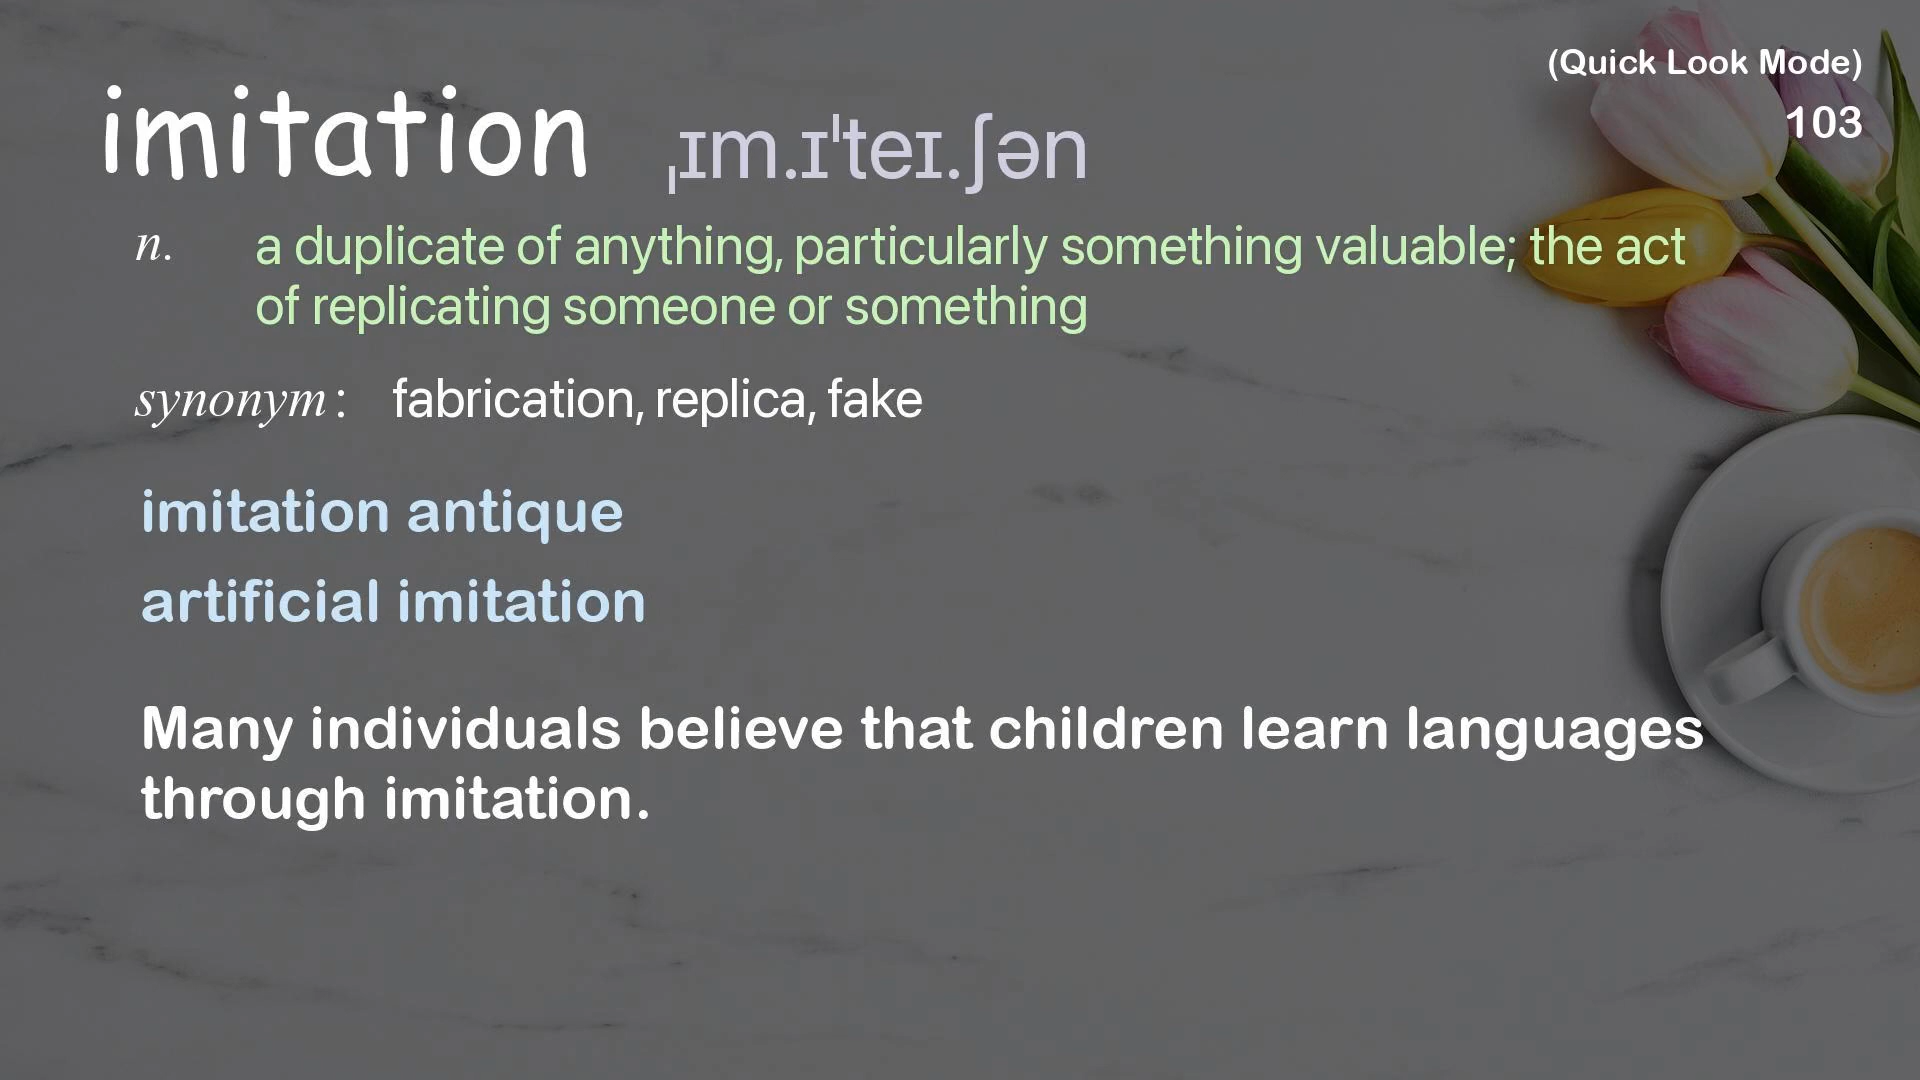 (Quick Look Mode)
103
imitation ˌɪm.ɪˈteɪ.ʃən
n. a duplicate of anything, particularly something valuable; the act
of replicating someone or something
synonym: fabrication, replica, fake
imitation antique
artificial imitation
Many individuals believe that children learn languages
through imitation.